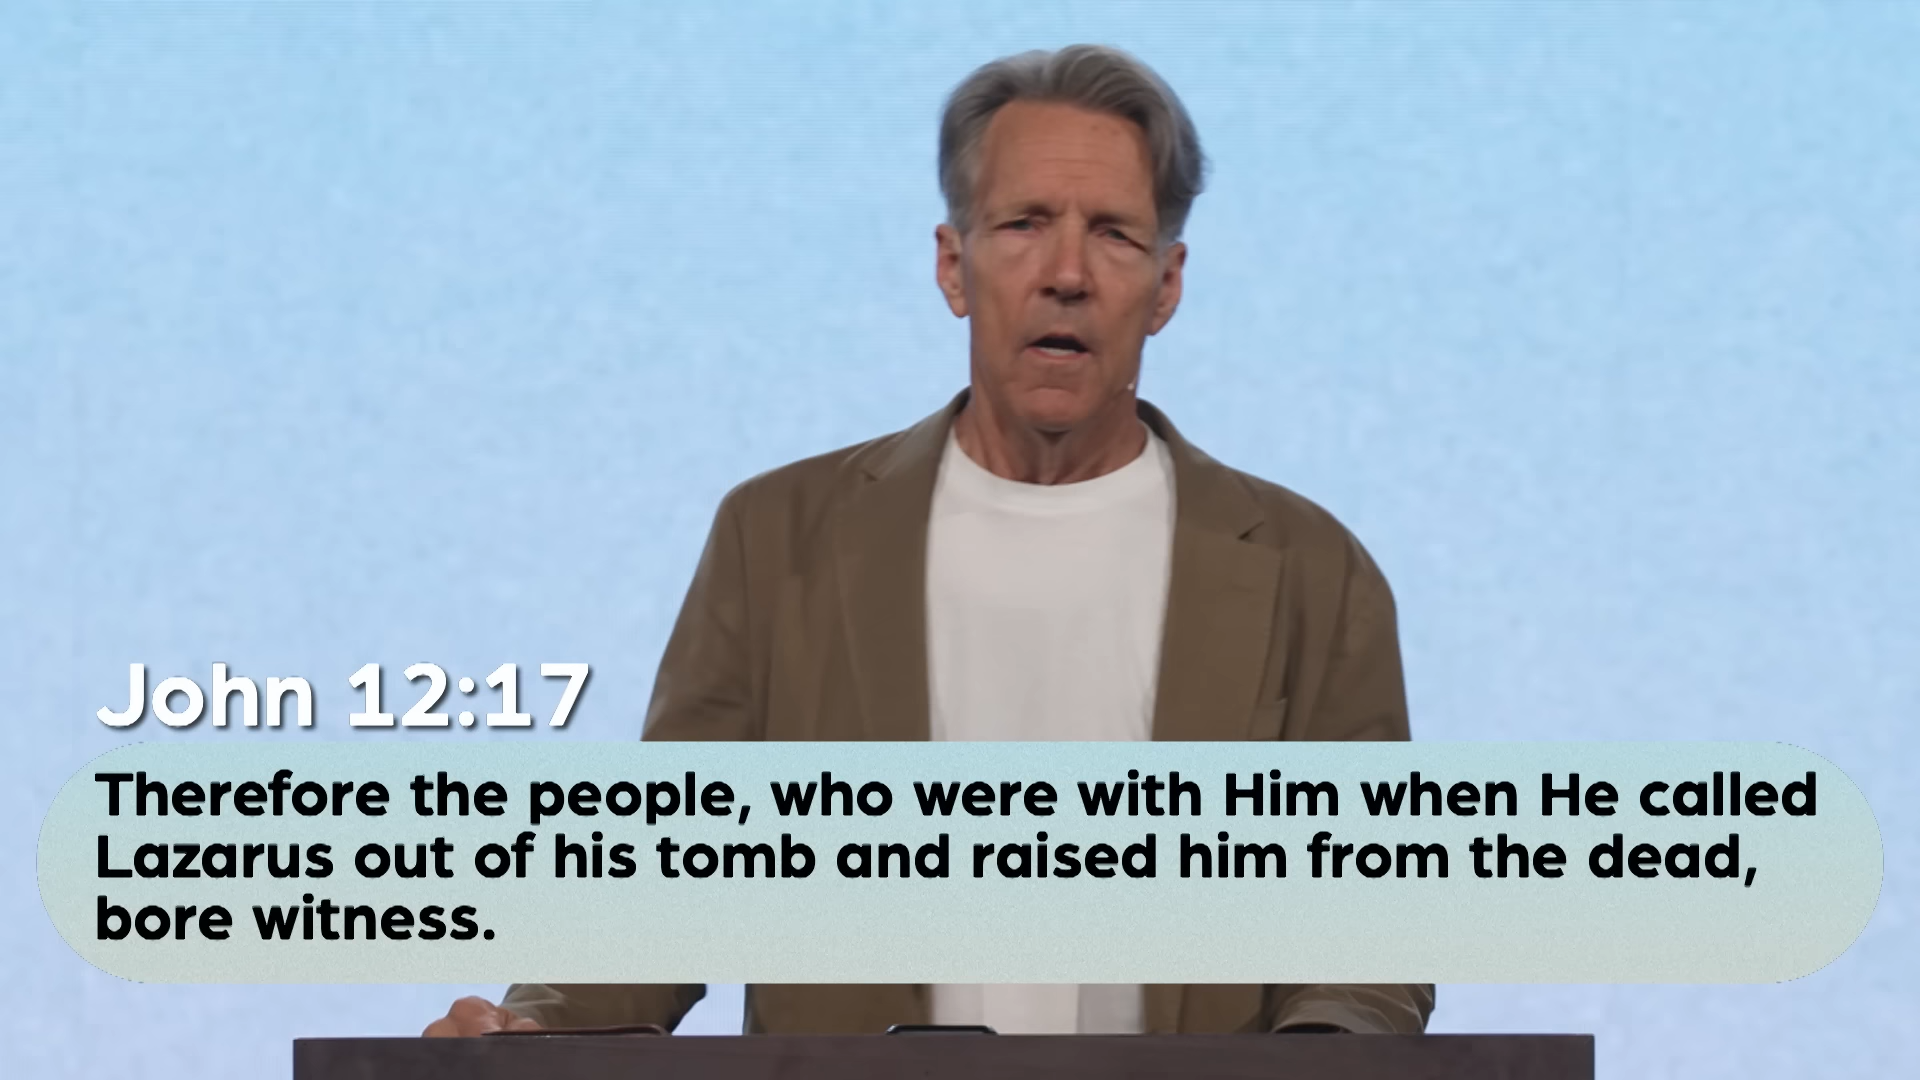 John 12:17
Therefore the people, who were with Him when He called
Lazarus out of his tomb and raised him from the dead,
bore witness.